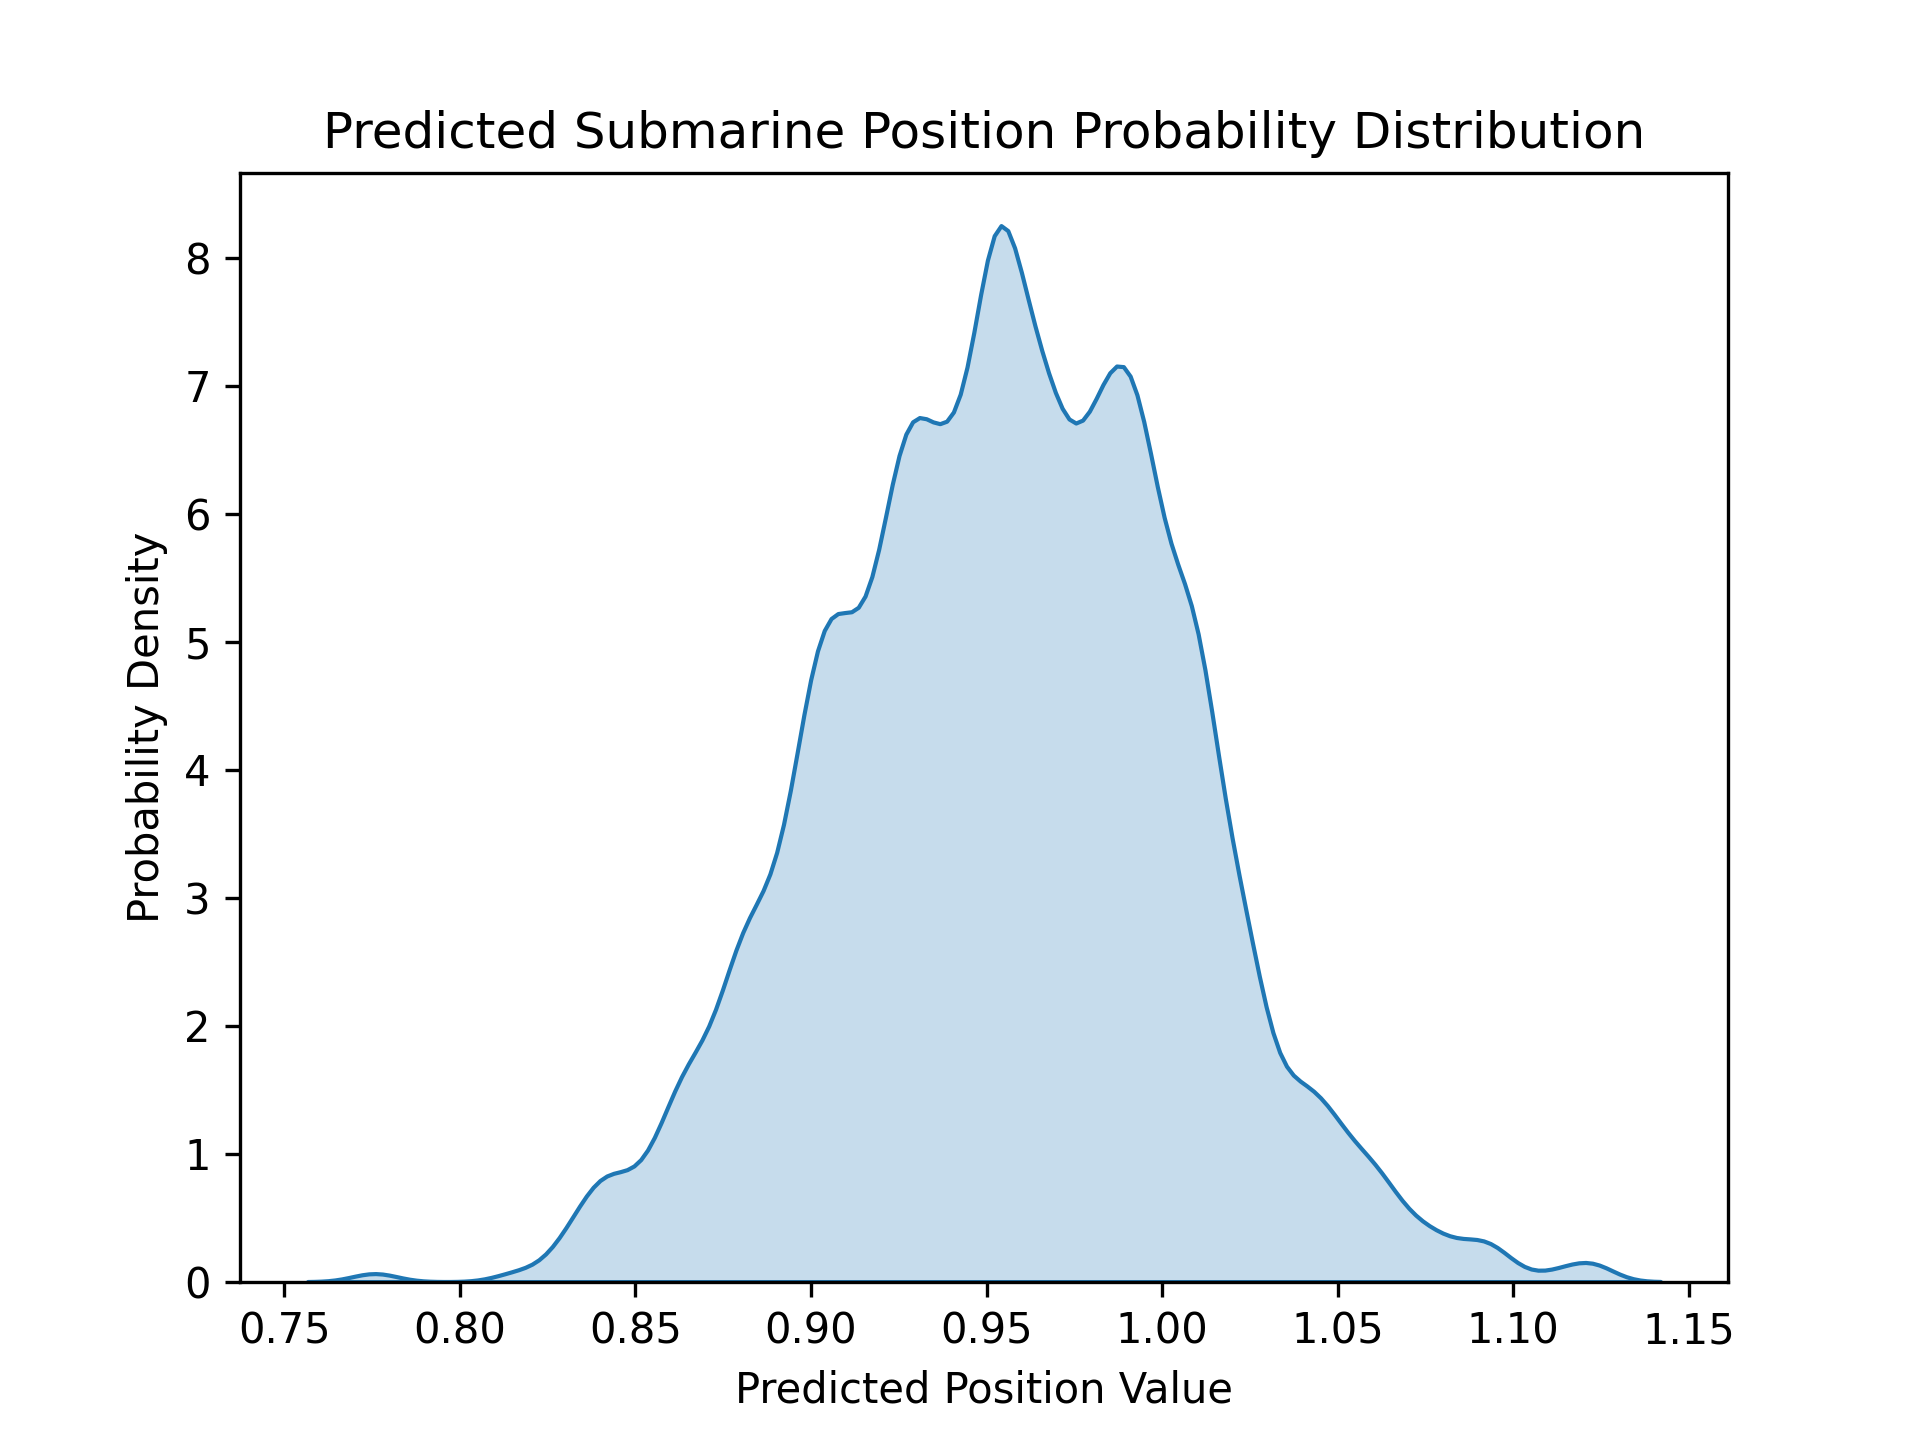 Predicted Submarine Position Probability Distribution
Probability Density
8
7
6
5
4
3
2
1
0
0.75 0.80 0.85 0.90 0.95 1.00 1.05 1.10 1.15
Predicted Position Value